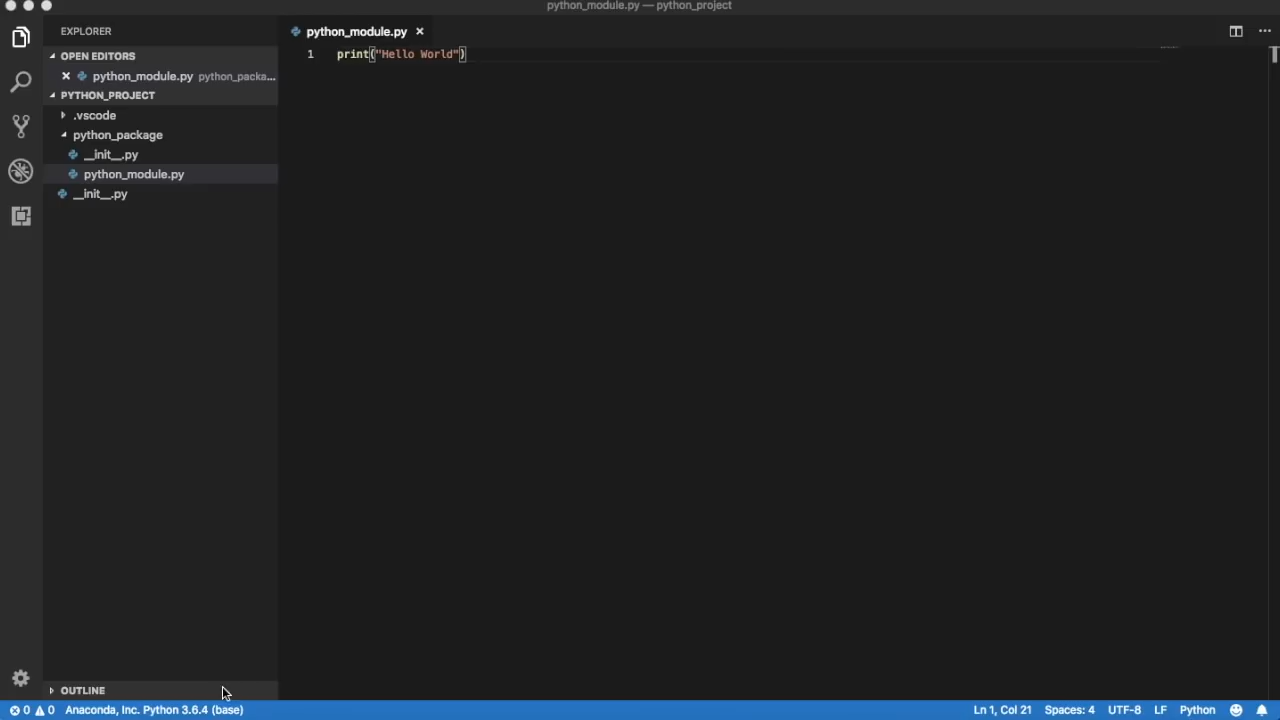 python_module.py — python_project
EXPLORER
OPEN EDITORS
python_module.py python_packa...
PYTHON_PROJECT
.vscode
python_package
__init__.py
python_module.py
__init__.py
OUTLINE
python_module.py
1 print("Hello World")
0 0 Anaconda, Inc. Python 3.6.4 (base)
Ln 1, Col 21 Spaces: 4 UTF-8 LF Python